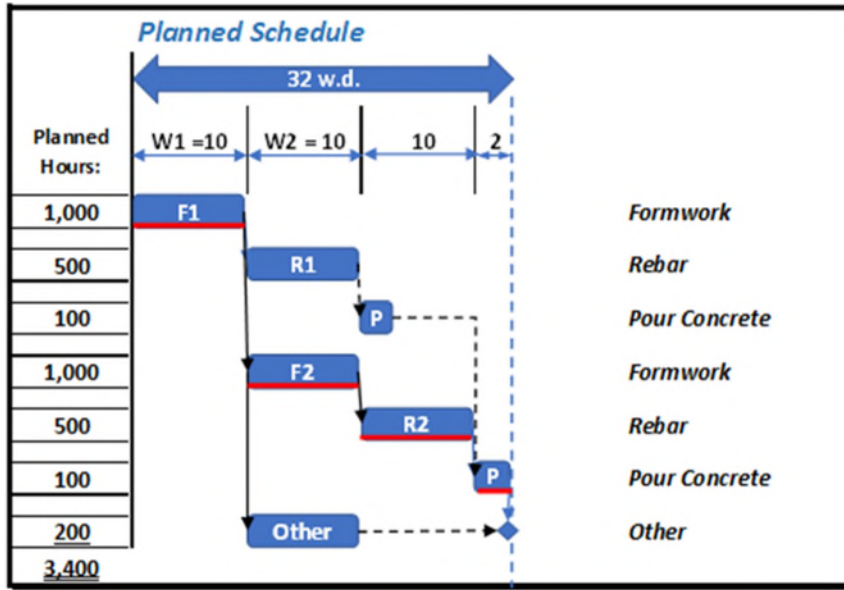 Planned Schedule
32 w.d.
Planned
Hours:
W1 =10
W2 = 10
10
2
1,000
F1
Formwork
500
R1
Rebar
100
P
Pour Concrete
1,000
F2
Formwork
500
R2
Rebar
100
P
Pour Concrete
200
Other
Other
3,400